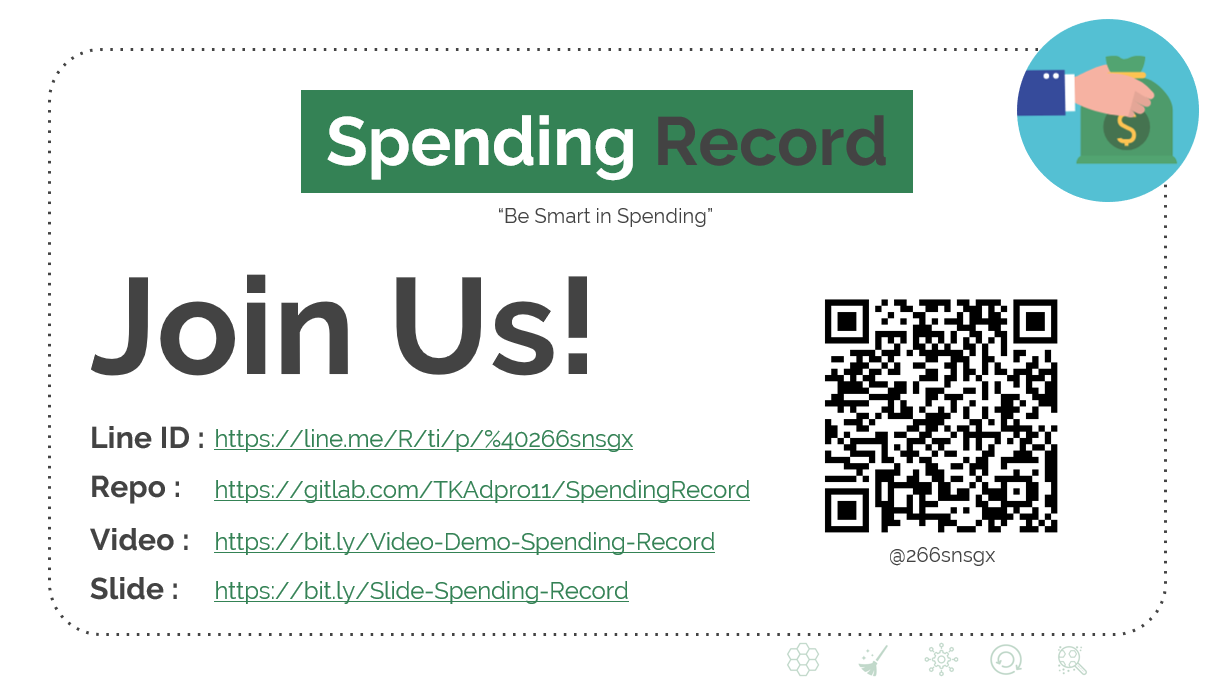 Spending Record
“Be Smart in Spending”
Join Us!
Line ID : https://line.me/R/ti/p/%40266snsgx
Repo : https://gitlab.com/TKAdpro11/SpendingRecord
Video : https://bit.ly/Video-Demo-Spending-Record
Slide : https://bit.ly/Slide-Spending-Record
$
@266snsgx